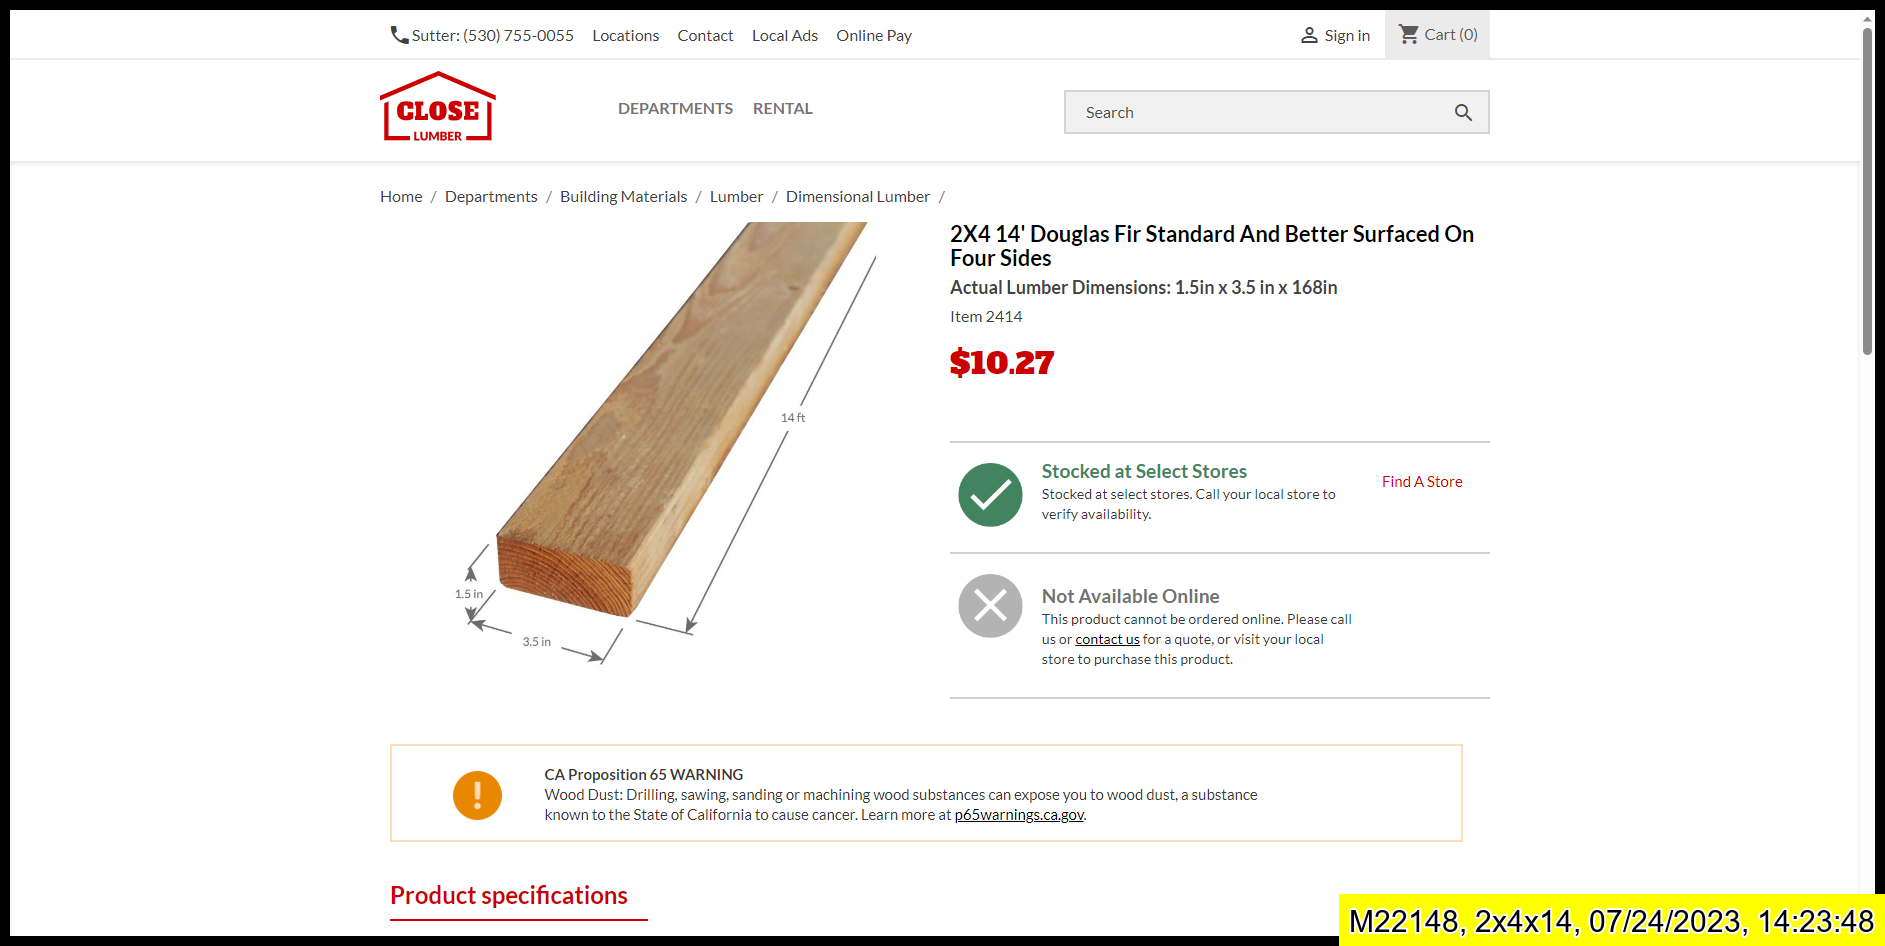 Sutter: (530) 755-0055 Locations Contact Local Ads Online Pay Sign in Cart (0)
CLOSE
LUMBER
DEPARTMENTS RENTAL
Search
Home / Departments / Building Materials / Lumber / Dimensional Lumber /
2X4 14' Douglas Fir Standard And Better Surfaced On
Four Sides
Actual Lumber Dimensions: 1.5in x 3.5 in x 168in
Item 2414
$10.27
14 ft
1.5 in
3.5 in
Stocked at Select Stores
Stocked at select stores. Call your local store to
verify availability.
Find A Store
Not Available Online
This product cannot be ordered online. Please call
us or contact us for a quote, or visit your local
store to purchase this product.
CA Proposition 65 WARNING
Wood Dust: Drilling, sawing, sanding or machining wood substances can expose you to wood dust, a substance
known to the State of California to cause cancer. Learn more at p65warnings.ca.gov.
Product specifications
M22148, 2x4x14, 07/24/2023, 14:23:48